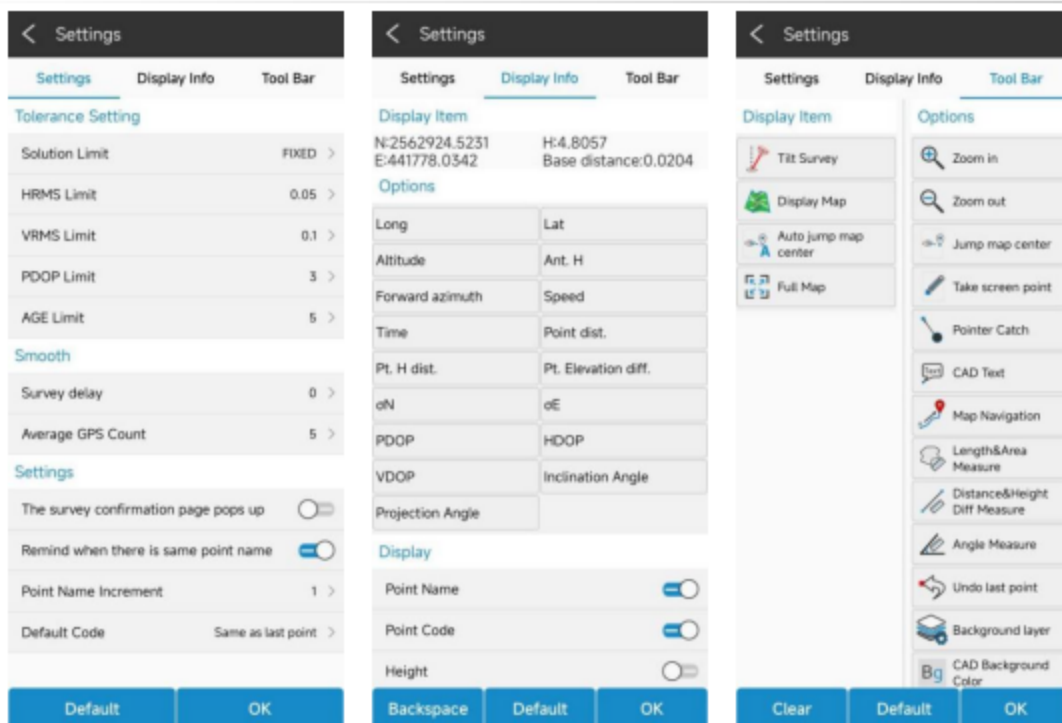 Settings
Settings Display Info Tool Bar
Tolerance Setting
Solution Limit FIXED
HRMS Limit 0.05
VRMS Limit 0.1
PDOP Limit 3
AGE Limit 5
Smooth
Survey delay 0
Average GPS Count 5
Settings
The survey confirmation page pops up
Remind when there is same point name
Point Name Increment 1
Default Code Same as last point
Default OK
Settings
Settings Display Info Tool Bar
Display Item
N:2562924.5231 H:4.8057
E:441778.0342 Base distance:0.0204
Options
Long Lat
Altitude Ant. H
Forward azimuth Speed
Time Point dist.
Pt. H dist. Pt. Elevation diff.
σN σE
PDOP HDOP
VDOP Inclination Angle
Projection Angle
Display
Point Name
Point Code
Height
Backspace Default OK
Settings
Settings Display Info Tool Bar
Display Item
Tilt Survey
Display Map
Auto jump map
A center
Full Map
Options
Zoom in
Zoom out
Jump map center
Take screen point
Pointer Catch
Text CAD Text
Map Navigation
Length&Area
Measure
Distance&Height
Diff Measure
Angle Measure
Undo last point
Background layer
Bg CAD Background
Color
Clear Default OK